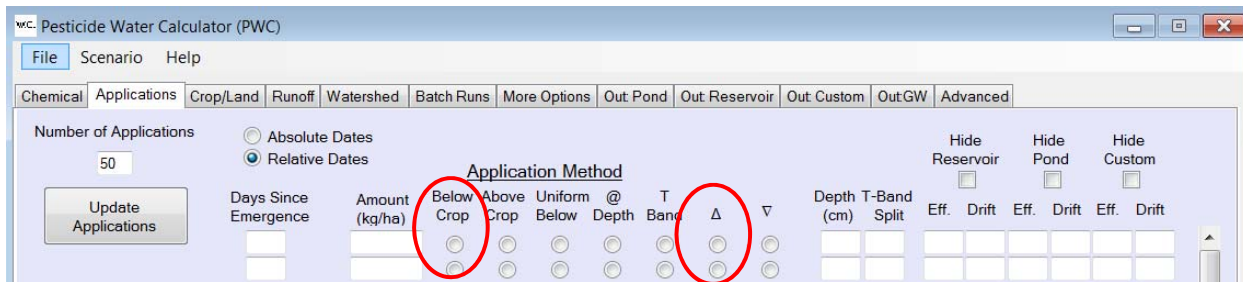 WC. Pesticide Water Calculator (PWC)
File Scenario Help
Chemical Applications Crop/Land Runoff Watershed Batch Runs More Options Out: Pond Out: Reservoir Out: Custom Out:GW Advanced
Number of Applications
50
Update
Applications
Absolute Dates
Relative Dates
Application Method
Days Since
Emergence
Amount
(kg/ha)
Below
Crop
Above
Crop
Uniform
Below
@
Depth
T
Band
Δ
∇
Depth
(cm)
T-Band
Split
Hide
Reservoir
Hide
Pond
Hide
Custom
Eff. Drift Eff. Drift Eff. Drift